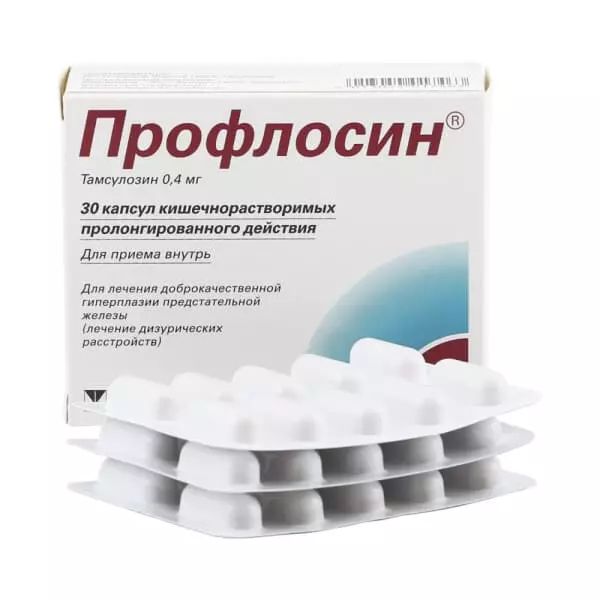 Профлосин®
Тамсулозин 0,4 мг
30 капсул кишечнорастворимых
пролонгированного действия
Для приема внутрь
Для лечения доброкачественной
гиперплазии предстательной
железы
(лечение дизурических
расстройств)